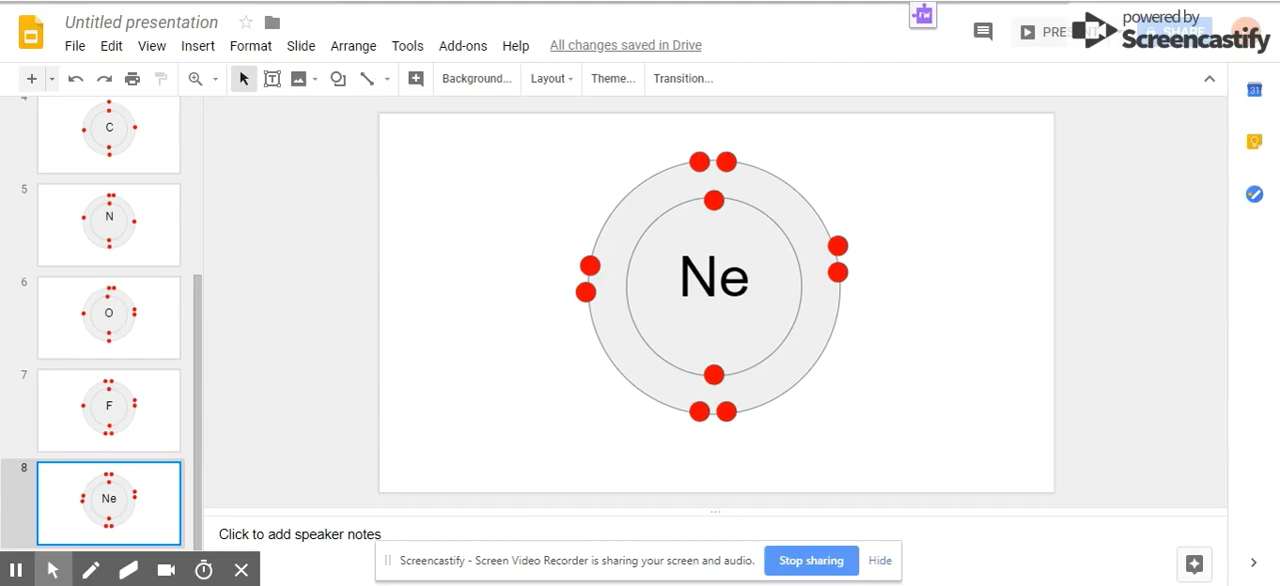 Untitled presentation
powered by
Screencastify
File Edit View Insert Format Slide Arrange Tools Add-ons Help All changes saved in Drive
Background... Layout Theme... Transition...
31
C
5
N
6
O
7
F
8
Ne
Ne
Click to add speaker notes
Screencastify - Screen Video Recorder is sharing your screen and audio. Stop sharing Hide